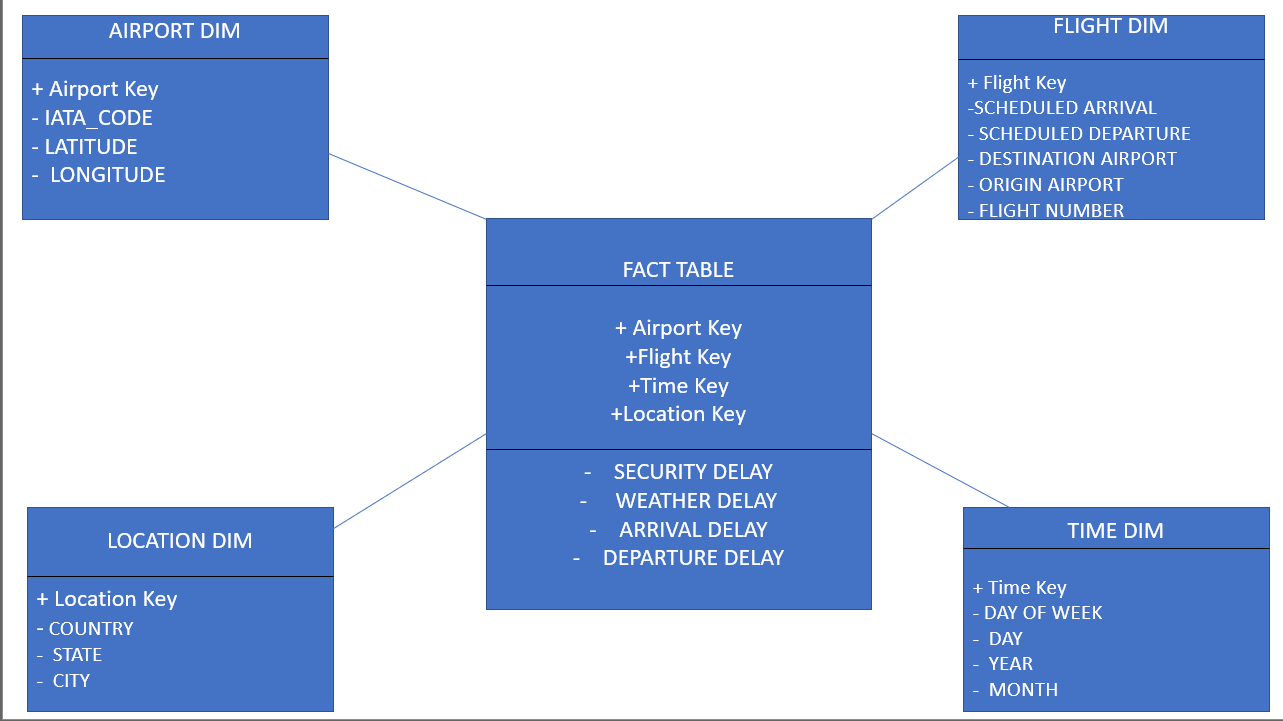 AIRPORT DIM
+ Airport Key
- IATA_CODE
- LATITUDE
- LONGITUDE
FLIGHT DIM
+ Flight Key
-SCHEDULED ARRIVAL
- SCHEDULED DEPARTURE
- DESTINATION AIRPORT
- ORIGIN AIRPORT
- FLIGHT NUMBER
FACT TABLE
+ Airport Key
+Flight Key
+Time Key
+Location Key
- SECURITY DELAY
- WEATHER DELAY
- ARRIVAL DELAY
- DEPARTURE DELAY
LOCATION DIM
+ Location Key
- COUNTRY
- STATE
- CITY
TIME DIM
+ Time Key
- DAY OF WEEK
- DAY
- YEAR
- MONTH